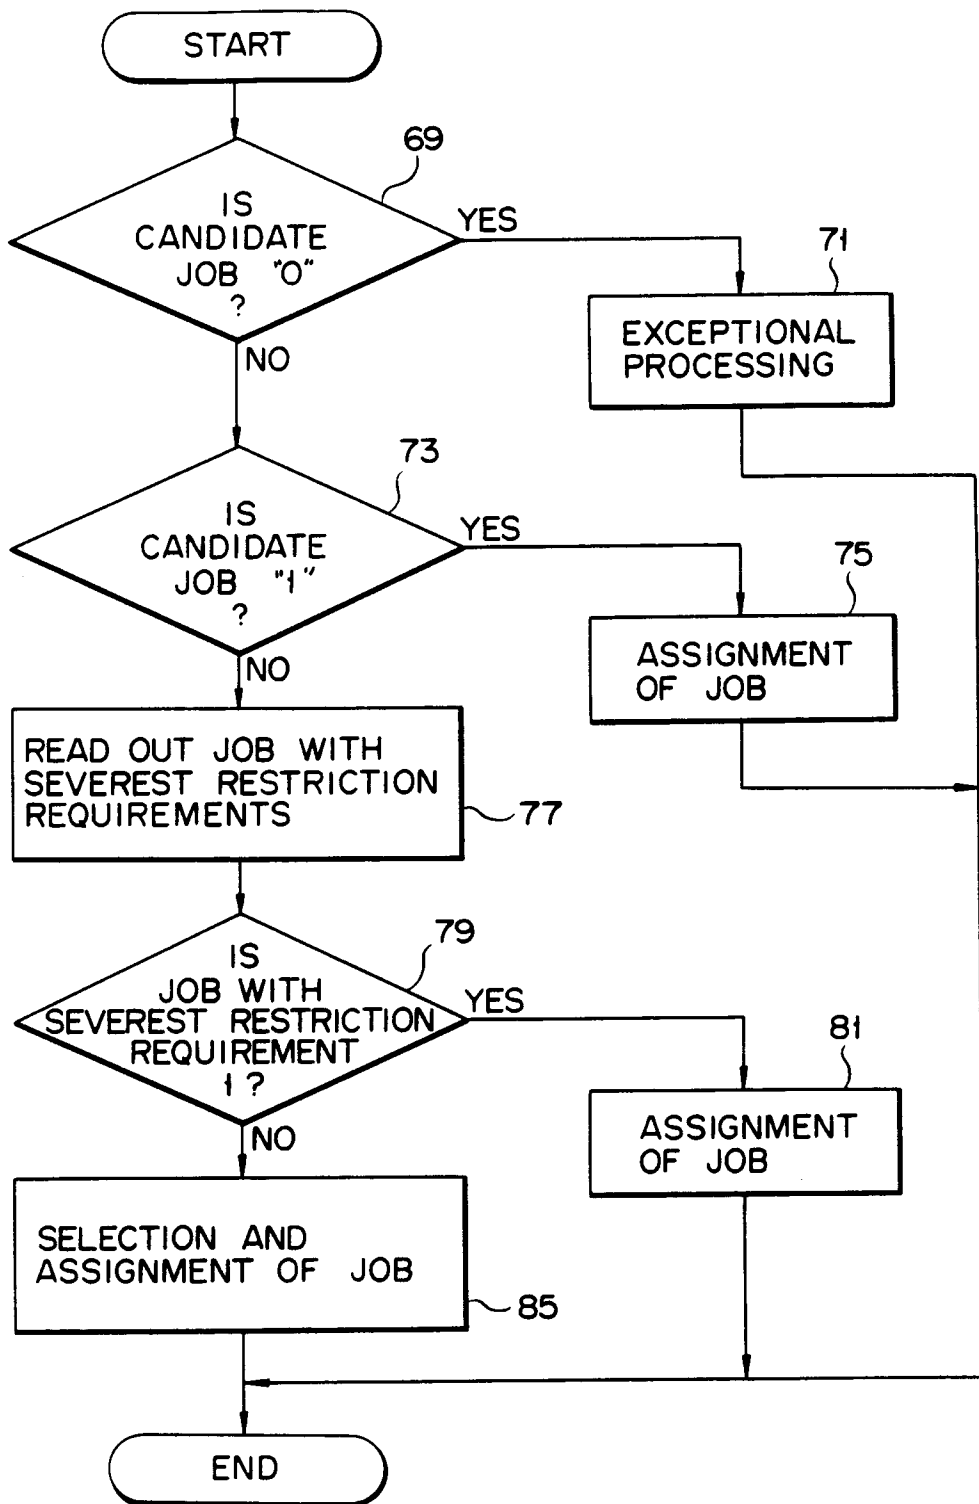 START
69
IS
CANDIDATE
JOB "0"
?
YES
NO
71
EXCEPTIONAL
PROCESSING
73
IS
CANDIDATE
JOB "1"
?
YES
NO
75
ASSIGNMENT
OF JOB
READ OUT JOB WITH
SEVEREST RESTRICTION
REQUIREMENTS
77
79
IS
JOB WITH
SEVEREST RESTRICTION
REQUIREMENT
1 ?
YES
NO
81
ASSIGNMENT
OF JOB
SELECTION AND
ASSIGNMENT OF JOB
85
END